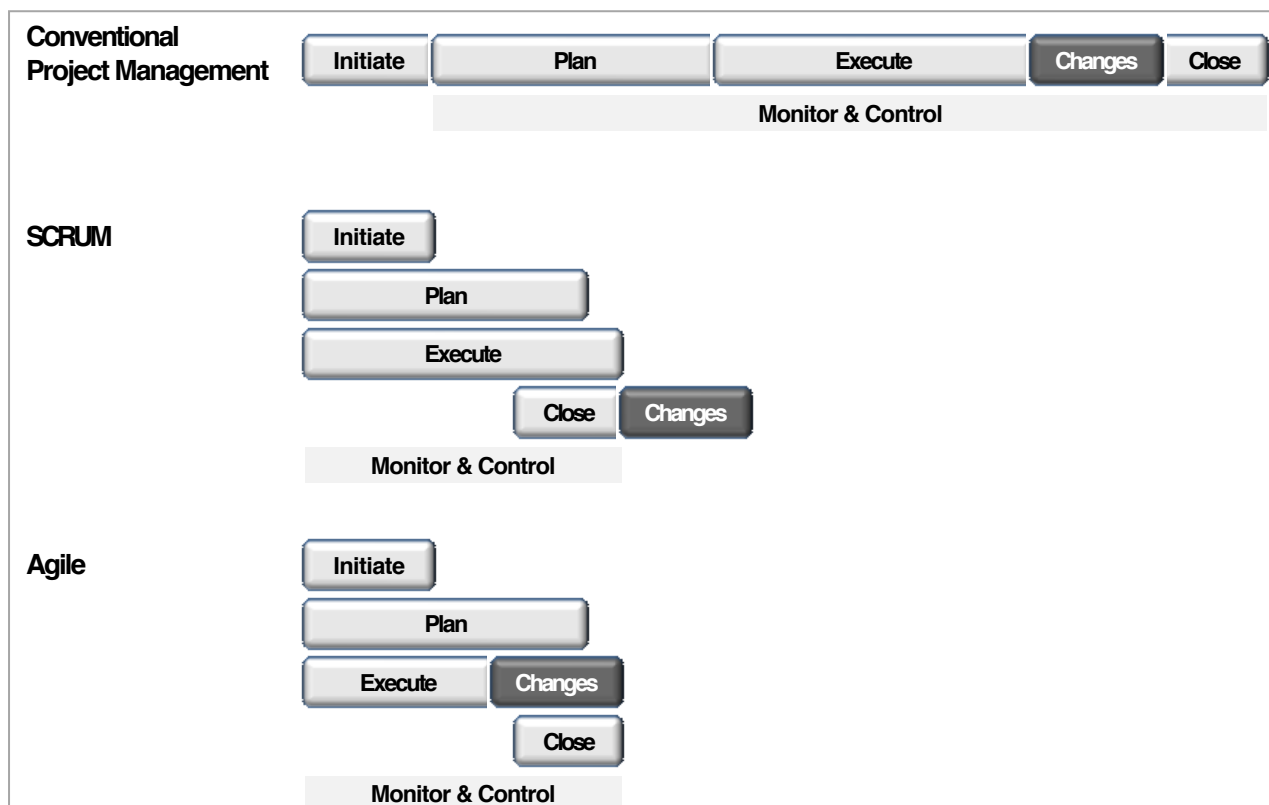 Conventional
Project Management
Initiate Plan Execute Changes Close
Monitor & Control
SCRUM
Initiate
Plan
Execute
Close Changes
Monitor & Control
Agile
Initiate
Plan
Execute Changes
Close
Monitor & Control